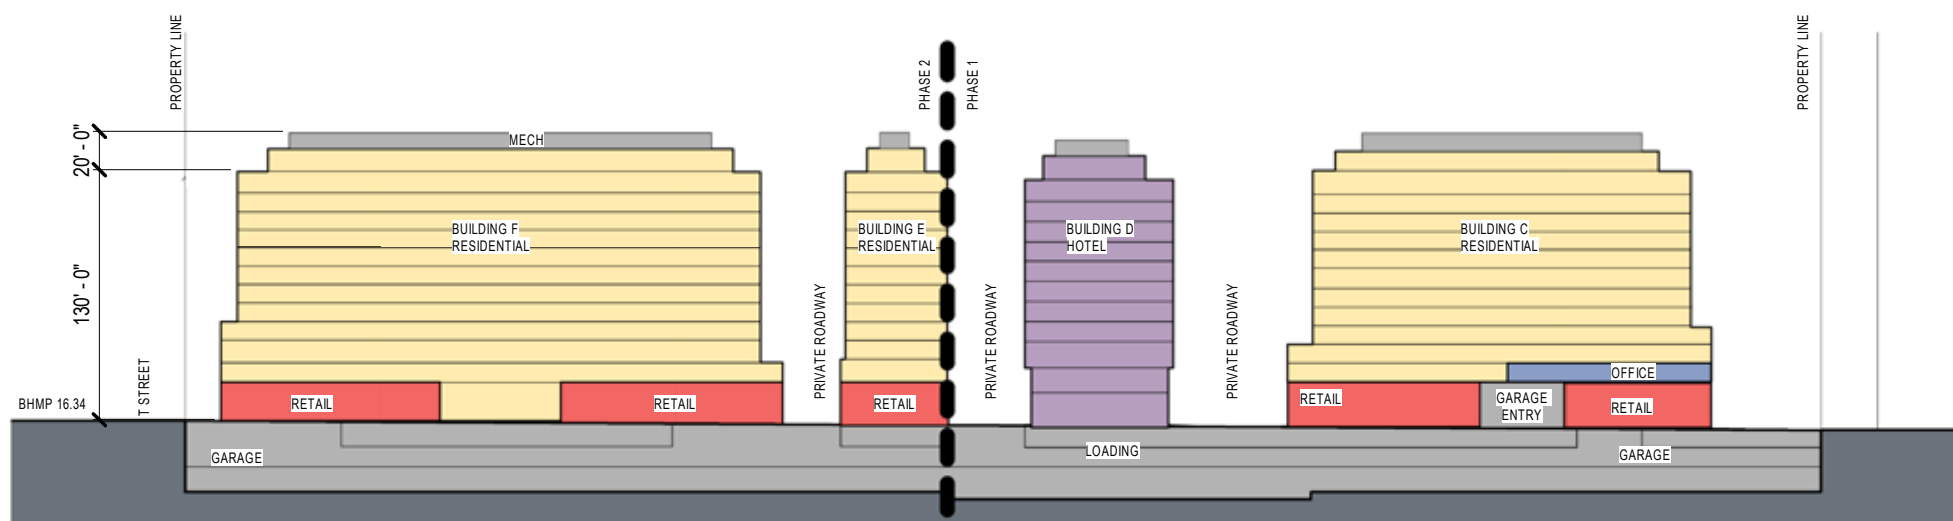 PROPERTY LINE
PHASE 2
PHASE 1
PROPERTY LINE
20' - 0"
MECH
BUILDING F
RESIDENTIAL
BUILDING E
RESIDENTIAL
BUILDING D
HOTEL
BUILDING C
RESIDENTIAL
130' - 0"
PRIVATE ROADWAY
PRIVATE ROADWAY
PRIVATE ROADWAY
T STREET
BHMP 16.34
RETAIL
RETAIL
RETAIL
RETAIL
GARAGE
ENTRY
OFFICE
RETAIL
GARAGE
LOADING
GARAGE